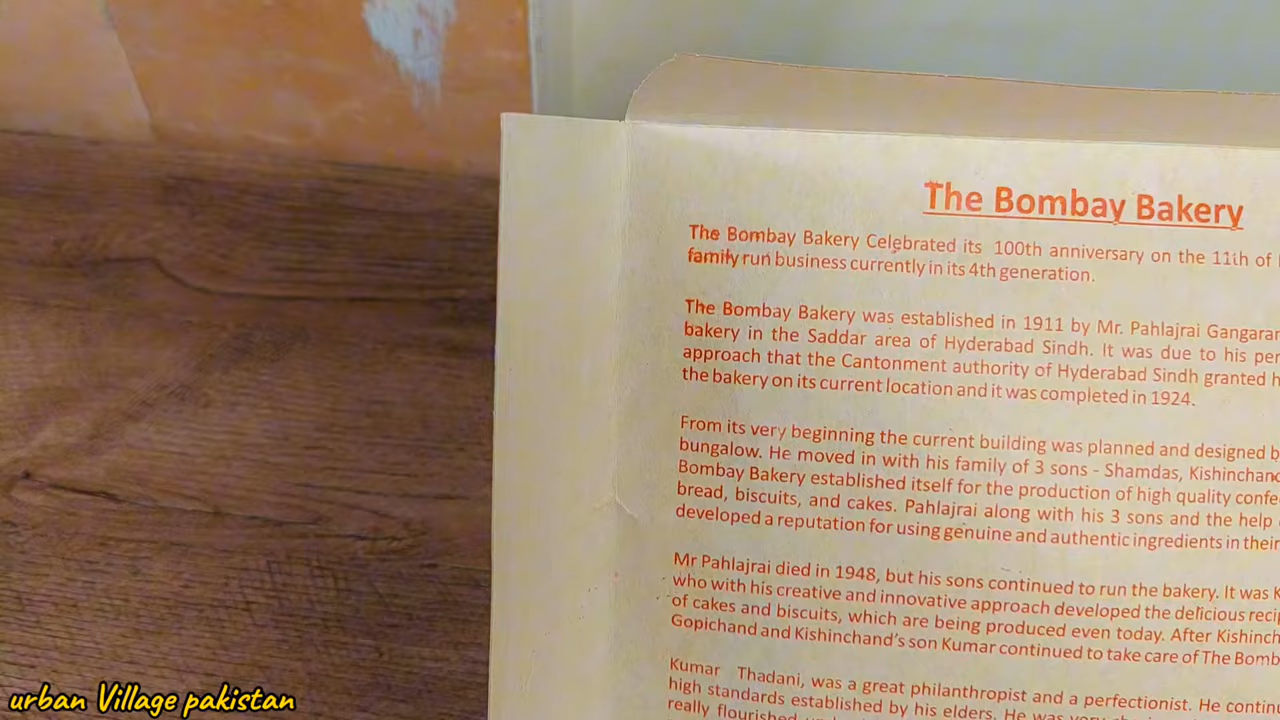 The Bombay Bakery
The Bombay Bakery Celebrated its 100th anniversary on the 11th of
family run business currently in its 4th generation.
The Bombay Bakery was established in 1911 by Mr. Pahlajrai
bakery in the Saddar area of Hyderabad Sindh. It was due to his
approach that the Cantonment authority of Hyderabad Sindh granted
the bakery on its current location and it was completed in 1924.
From its very beginning the current building was planned and designed
bungalow. He moved in with his family of 3 sons - Shamdas, Kishinchand
Bombay Bakery established itself for the production of high quality
bread, biscuits, and cakes. Pahlajrai along with his 3 sons and the help
developed a reputation for using genuine and authentic ingredients in their
Mr Pahlajrai died in 1948, but his sons continued to run the bakery. It was
who with his creative and innovative approach developed the delicious
of cakes and biscuits, which are being produced even today. After
Gopichand and Kishinchand's son Kumar continued to take care of The
Kumar Thadani, was a great philanthropist and a perfectionist. He
high standards established by his elders. He was
really flourished
urban Village pakistan